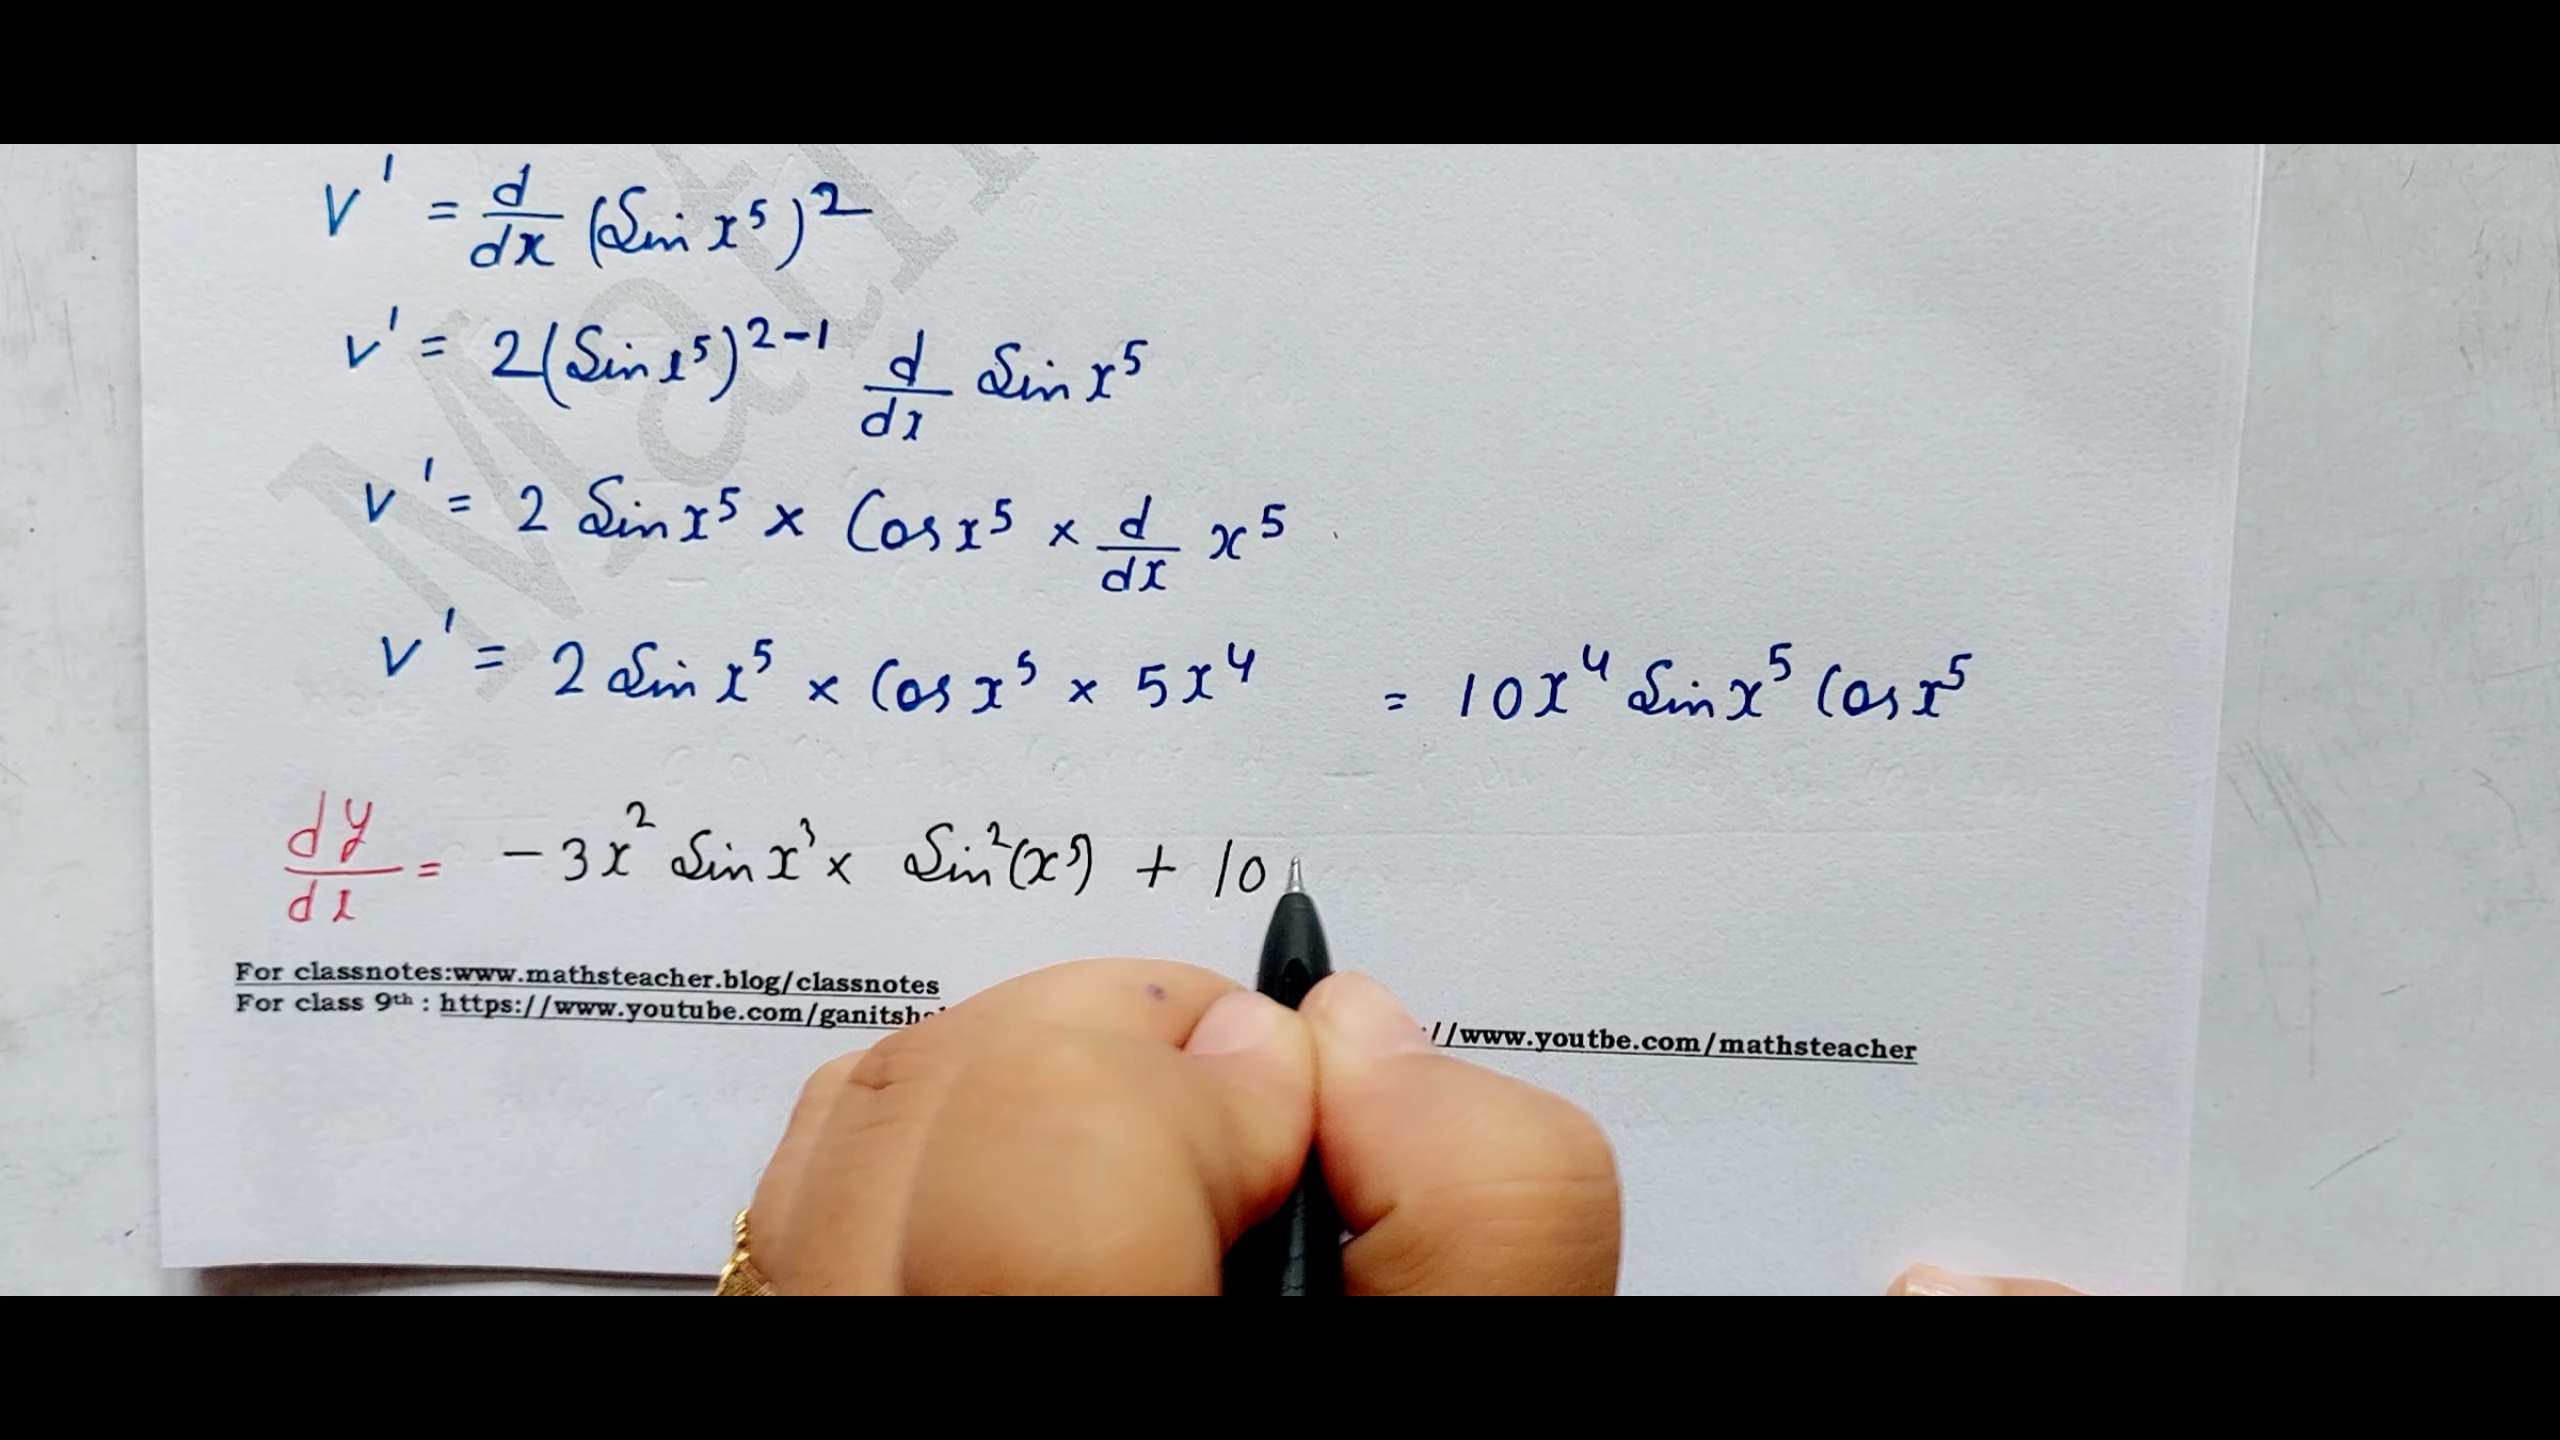 v' = d/dx (Sin x⁵)²
v' = 2(Sin x⁵)²⁻¹ d/dx Sin x⁵
v' = 2 Sin x⁵ × Cos x⁵ × d/dx x⁵
v' = 2 Sin x⁵ × Cos x⁵ × 5x⁴ = 10x⁴ Sin x⁵ Cos x⁵
dy/dx = -3x² Sin x³ × Sin²(x⁵) + 10
For classnotes:www.mathsteacher.blog/classnotes
For class 9th : https://www.youtube.com/ganitsh //www.youtbe.com/mathsteacher